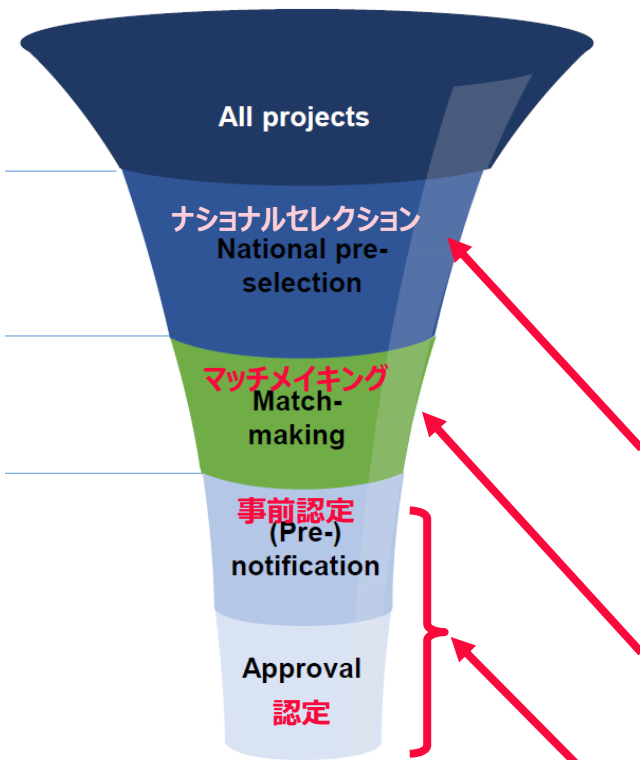 All projects
ナショナルセレクション
National pre-
selection
マッチメイキング
Match-
making
事前認定
(Pre-)
notification
Approval
認定